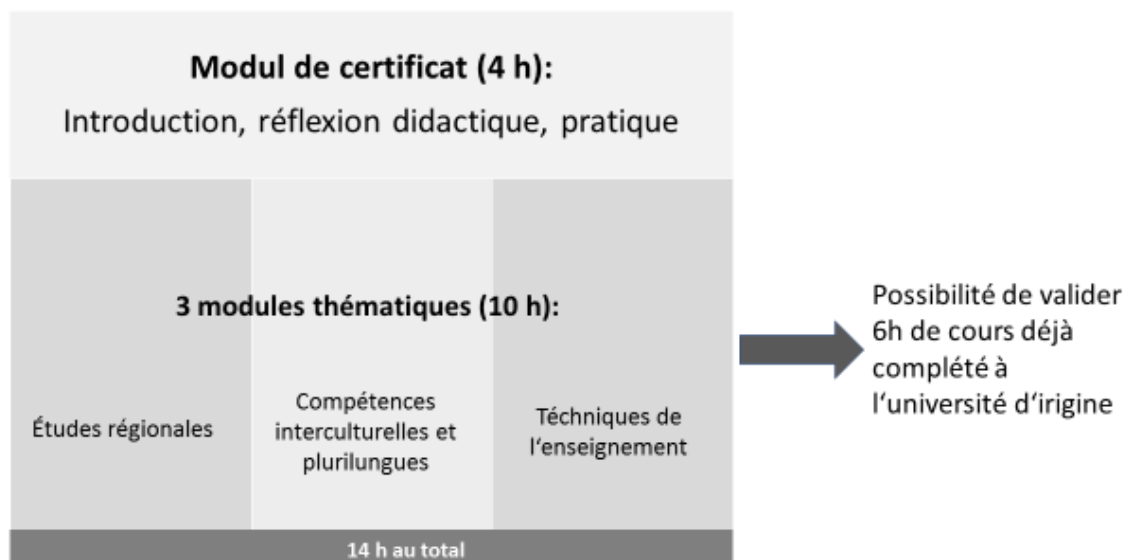 Modul de certificat (4 h):
Introduction, réflexion didactique, pratique
3 modules thématiques (10 h):
Études régionales
Compétences
interculturelles et
plurilungues
Téchniques de
l'enseignement
14 h au total
Possibilité de valider
6h de cours déjà
complété à
l‘université d‘irigine